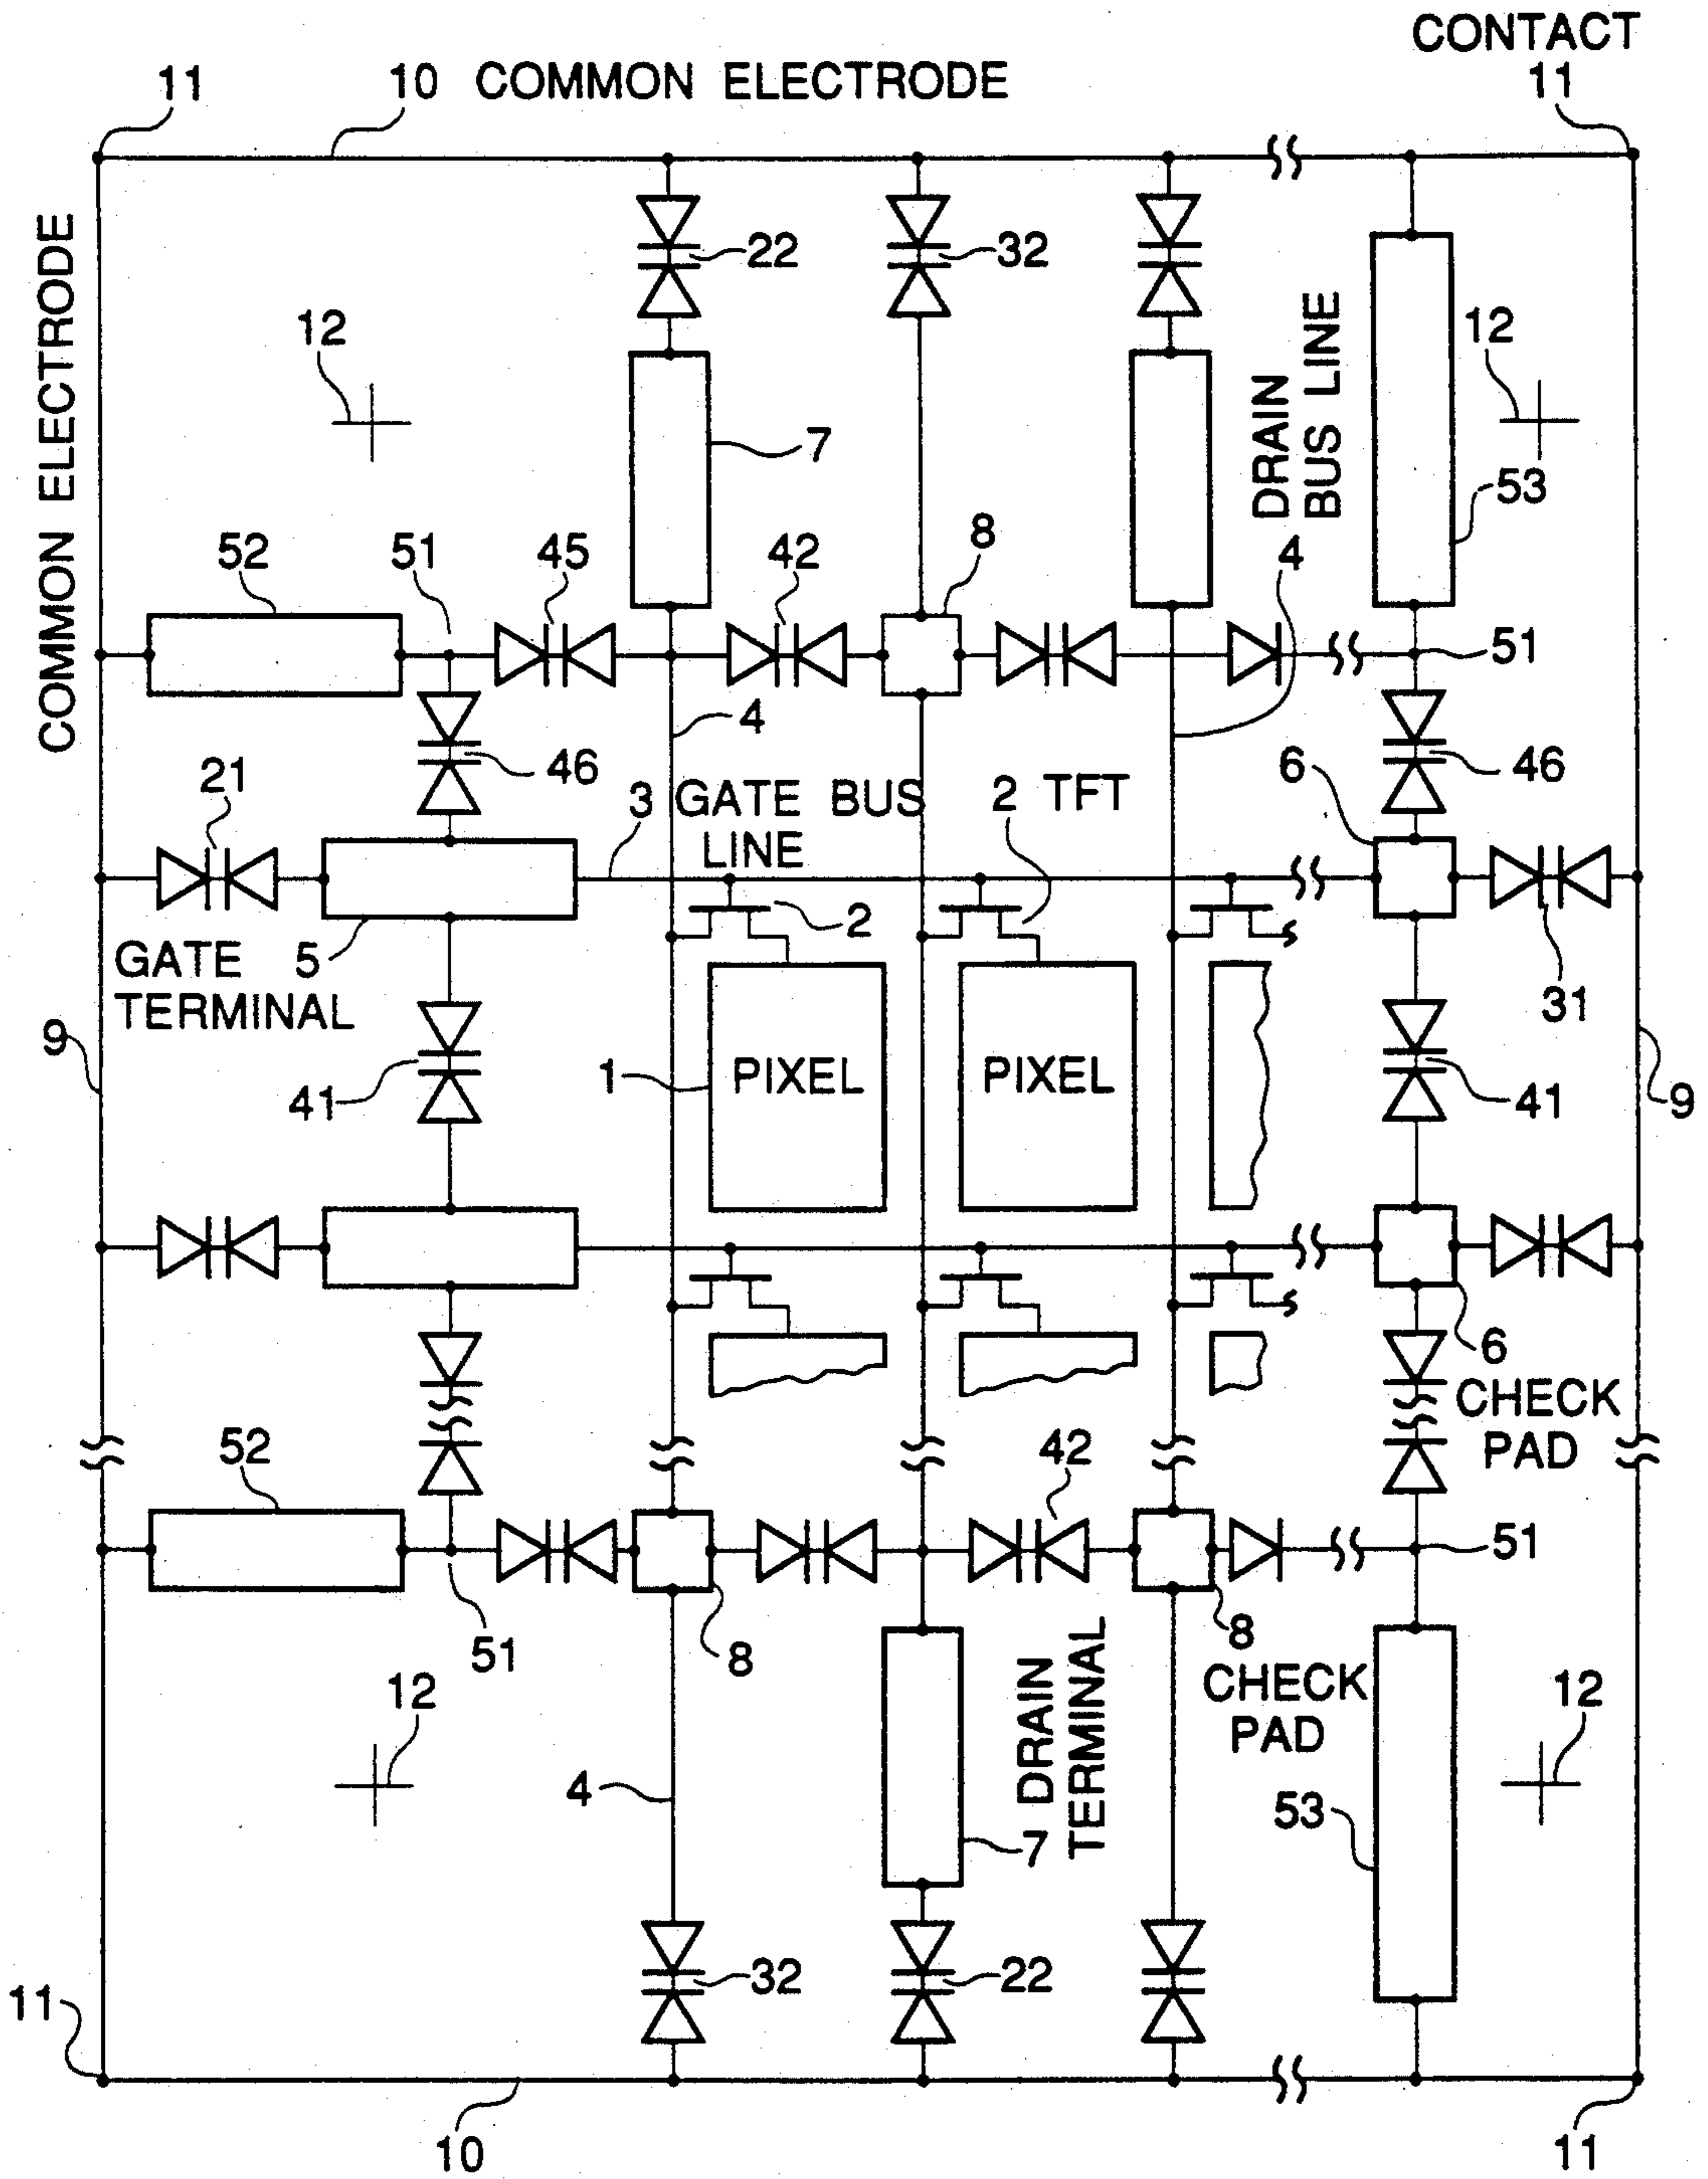 CONTACT
11
10 COMMON ELECTRODE
11
COMMON ELECTRODE
22
32
12
12
DRAIN
BUS LINE
7
53
52
51
45
42
8
4
51
4
46
6
46
21
3 GATE BUS
LINE
2 TFT
2
5
GATE
TERMINAL
31
9
1
PIXEL
PIXEL
41
41
9
6
CHECK
PAD
52
42
51
51
8
8
CHECK
PAD
12
12
4
DRAIN
TERMINAL
7
53
32
22
11
10
11